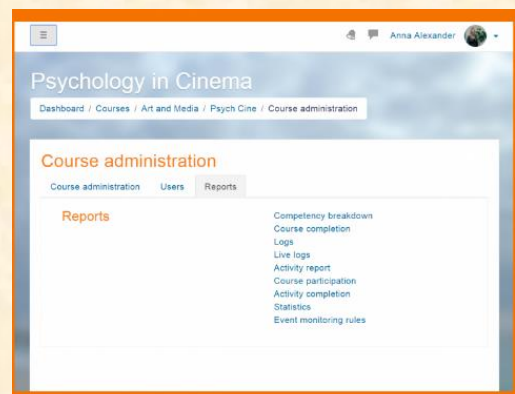 Anna Alexander
Psychology in Cinema
Dashboard / Courses / Art and Media / Psych Cine / Course administration
Course administration
Course administration Users Reports
Reports
Competency breakdown
Course completion
Logs
Live logs
Activity report
Course participation
Activity completion
Statistics
Event monitoring rules